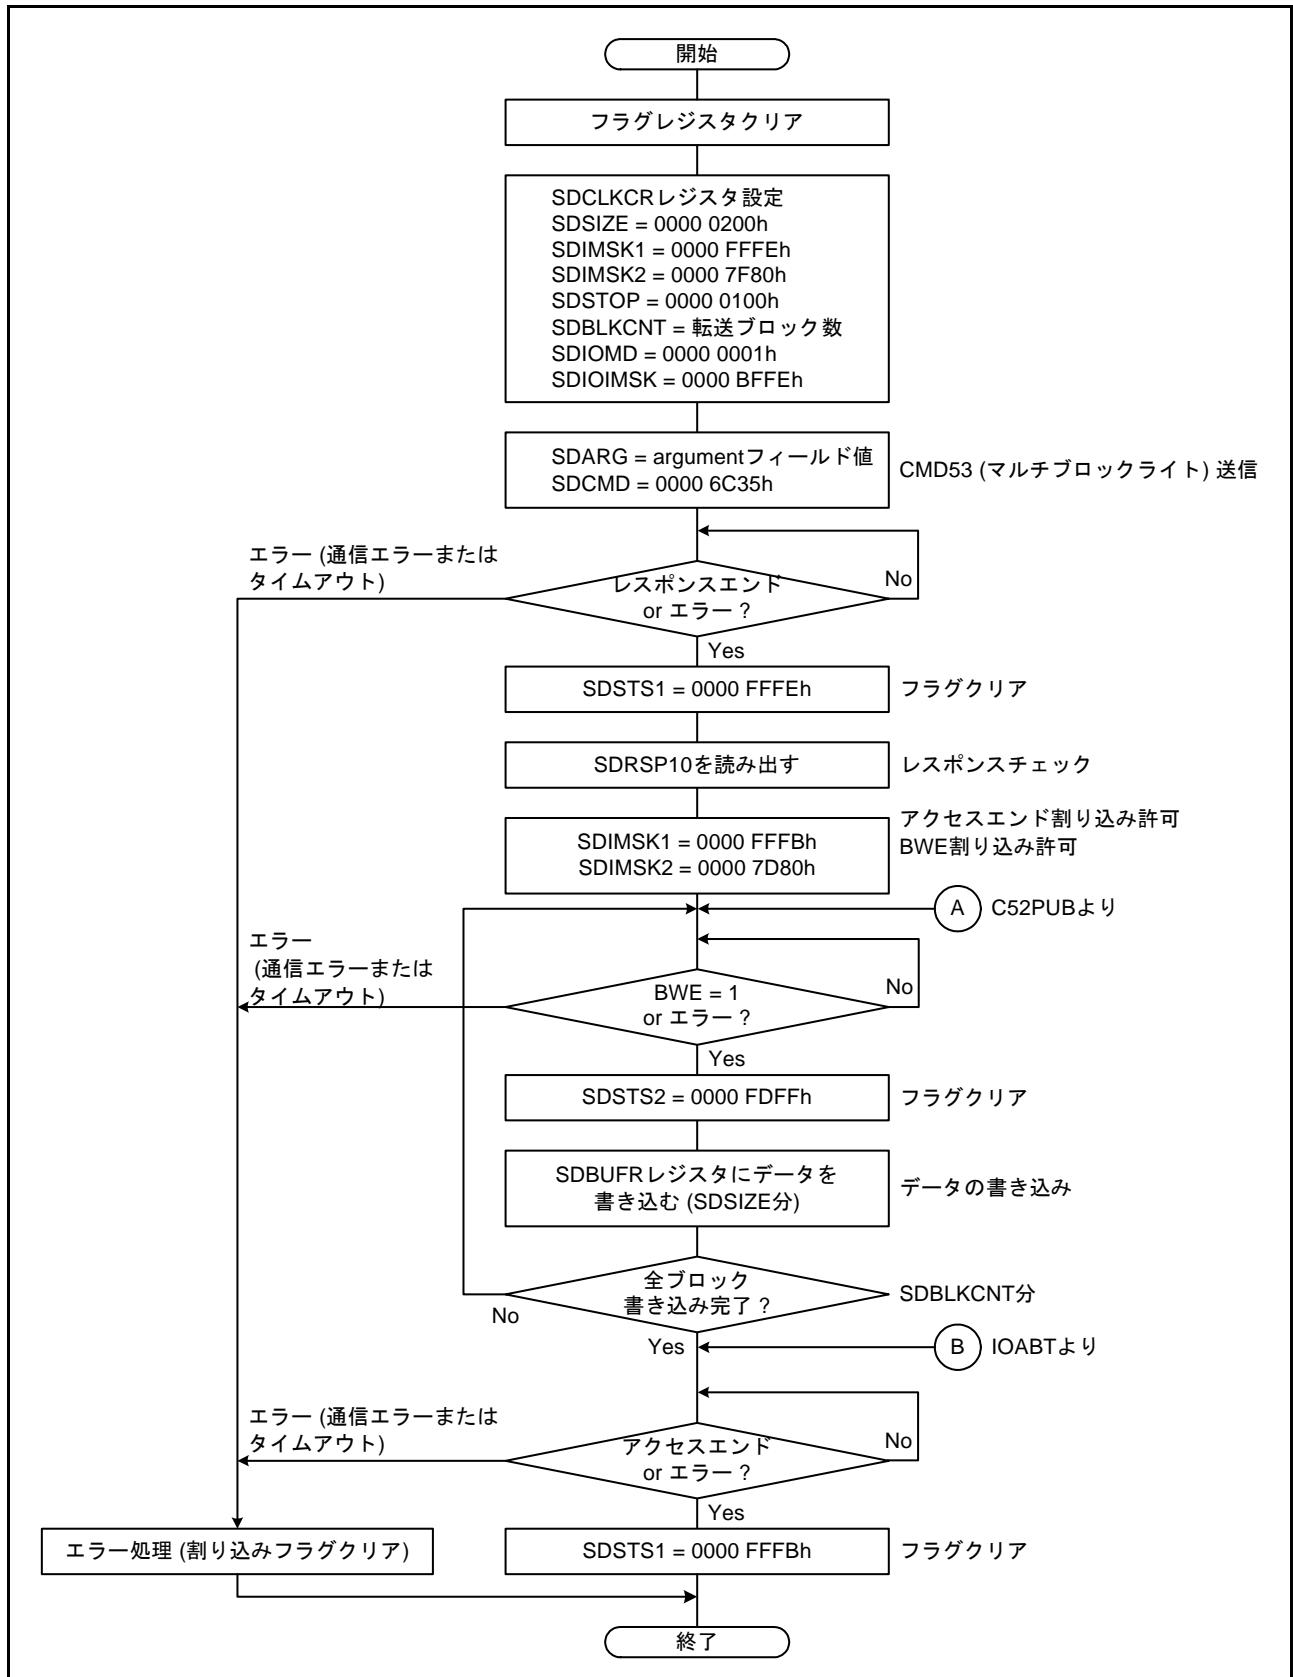 開始
フラグレジスタクリア
SDCLKCRレジスタ設定
SDSIZE = 0000 0200h
SDIMSK1 = 0000 FFFEh
SDIMSK2 = 0000 7F80h
SDSTOP = 0000 0100h
SDBLKCNT = 転送ブロック数
SDIOMD = 0000 0001h
SDIOIMSK = 0000 BFFEh
SDARG = argumentフィールド値
SDCMD = 0000 6C35h
CMD53 (マルチブロックライト) 送信
エラー (通信エラーまたは
タイムアウト)
レスポンスエンド
or エラー ?
No
Yes
SDSTS1 = 0000 FFFEh
フラグクリア
SDRSP10を読み出す
レスポンスチェック
SDIMSK1 = 0000 FFFBh
SDIMSK2 = 0000 7D80h
アクセスエンド割り込み許可
BWE割り込み許可
A
C52PUBより
エラー
(通信エラーまたは
タイムアウト)
BWE = 1
or エラー ?
No
Yes
SDSTS2 = 0000 FDFFh
フラグクリア
SDBUFRレジスタにデータを
書き込む (SDSIZE分)
データの書き込み
全ブロック
書き込み完了 ?
SDBLKCNT分
No
Yes
B
IOABTより
エラー (通信エラーまたは
タイムアウト)
アクセスエンド
or エラー ?
No
Yes
エラー処理 (割り込みフラグクリア)
SDSTS1 = 0000 FFFBh
フラグクリア
終了